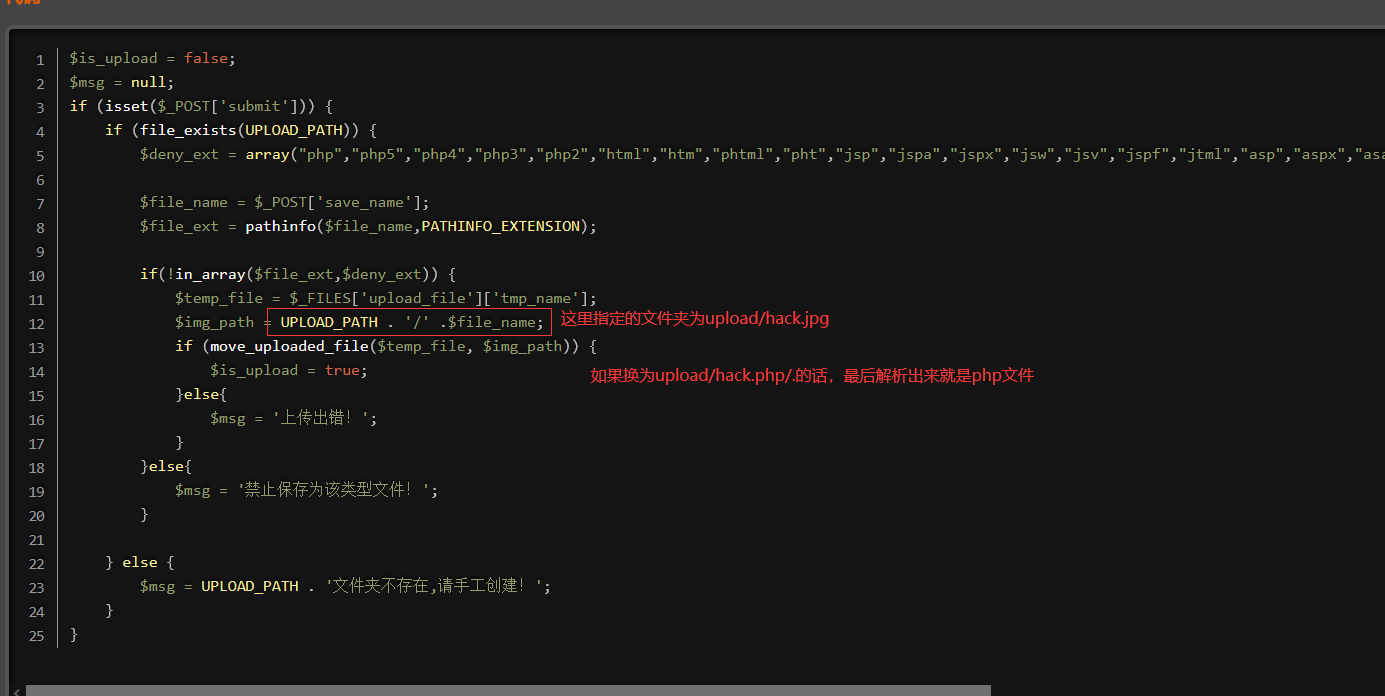 1 $is_upload = false;
2 $msg = null;
3 if (isset($_POST['submit'])) {
4 if (file_exists(UPLOAD_PATH)) {
5 $deny_ext = array("php","php5","php4","php3","php2","html","htm","phtml","pht","jsp","jspa","jspx","jsw","jsv","jspf","jtml","asp","aspx","asa
6
7 $file_name = $_POST['save_name'];
8 $file_ext = pathinfo($file_name,PATHINFO_EXTENSION);
9
10 if(!in_array($file_ext,$deny_ext)) {
11 $temp_file = $_FILES['upload_file']['tmp_name'];
12 $img_path = UPLOAD_PATH . '/' .$file_name; 这里指定的文件夹为upload/hack.jpg
13 if (move_uploaded_file($temp_file, $img_path)) {
14 $is_upload = true; 如果换为upload/hack.php/.的话，最后解析出来就是php文件
15 }else{
16 $msg = '上传出错！';
17 }
18 }else{
19 $msg = '禁止保存为该类型文件！';
20 }
21
22 } else {
23 $msg = UPLOAD_PATH . '文件夹不存在,请手工创建！';
24 }
25 }